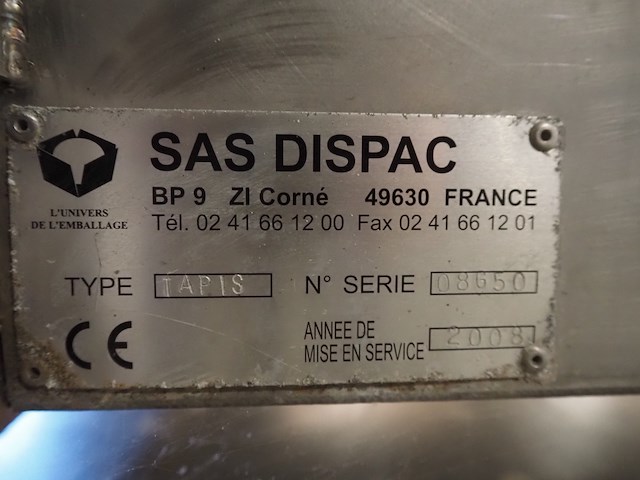 SAS DISPAC
L'UNIVERS
DE L'EMBALLAGE
BP 9 ZI Corné 49630 FRANCE
Tél. 02 41 66 12 00 Fax 02 41 66 12 01
TYPE TAPIS N° SERIE 08650
CE
ANNEE DE
MISE EN SERVICE 2008